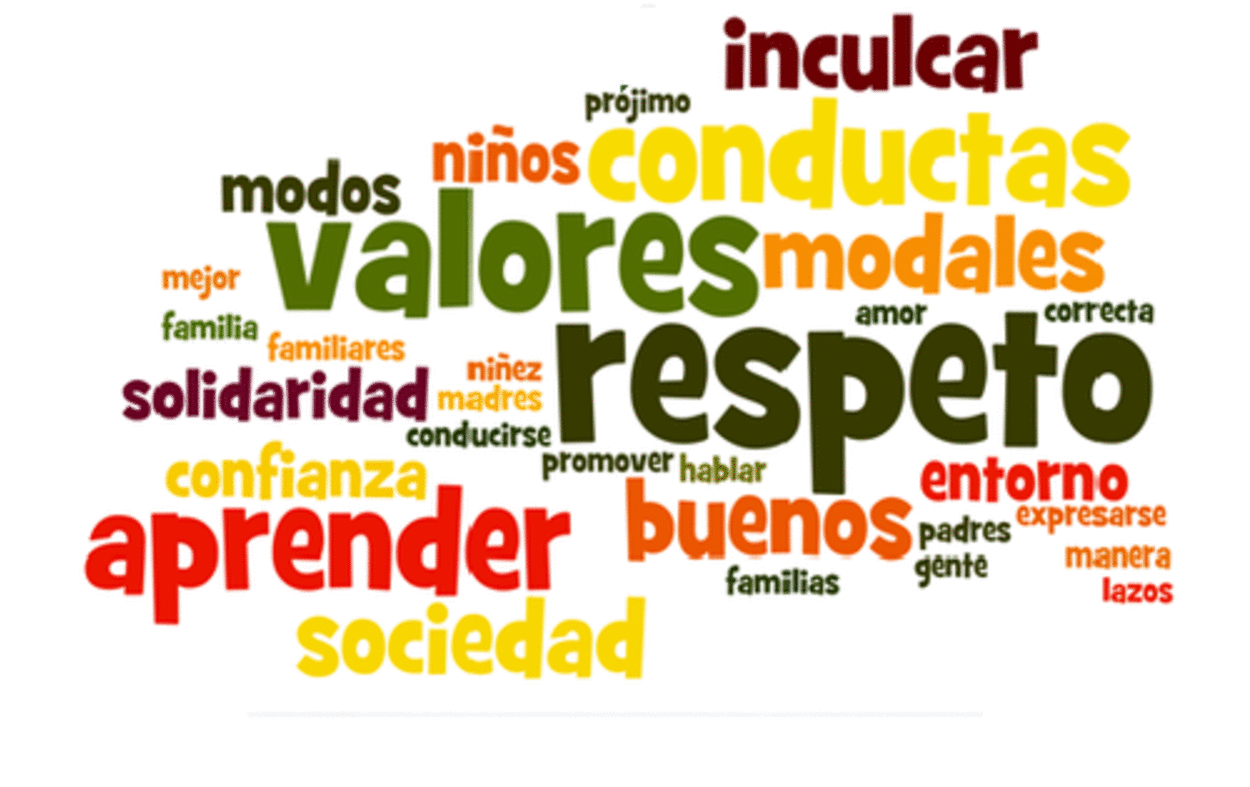 inculcar
prójimo
niños
conductas
modos
valores
modales
mejor
amor
correcta
familia
familiares
respeto
solidaridad
niñez
madres
conducirse
promover
hablar
confianza
entorno
aprender
buenos
padres
expresarse
gente
manera
familias
lazos
sociedad